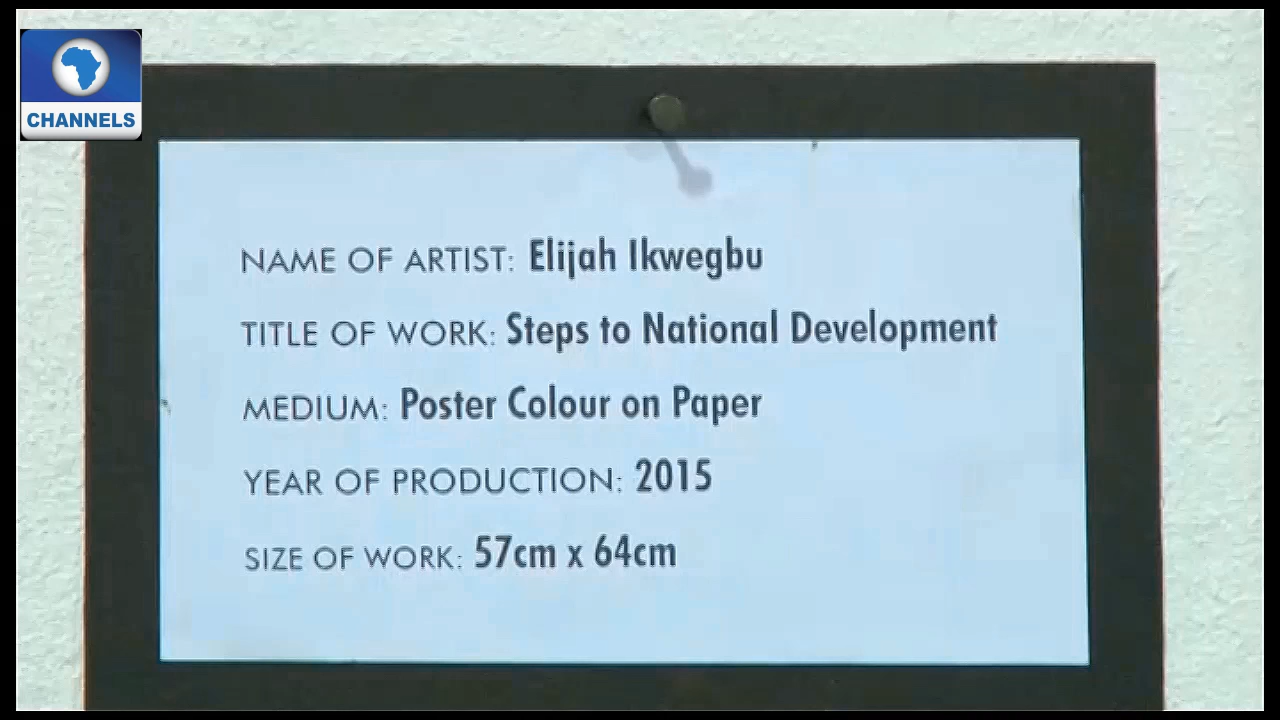 CHANNELS
NAME OF ARTIST: Elijah Ikwegbu
TITLE OF WORK: Steps to National Development
MEDIUM: Poster Colour on Paper
YEAR OF PRODUCTION: 2015
SIZE OF WORK: 57cm x 64cm